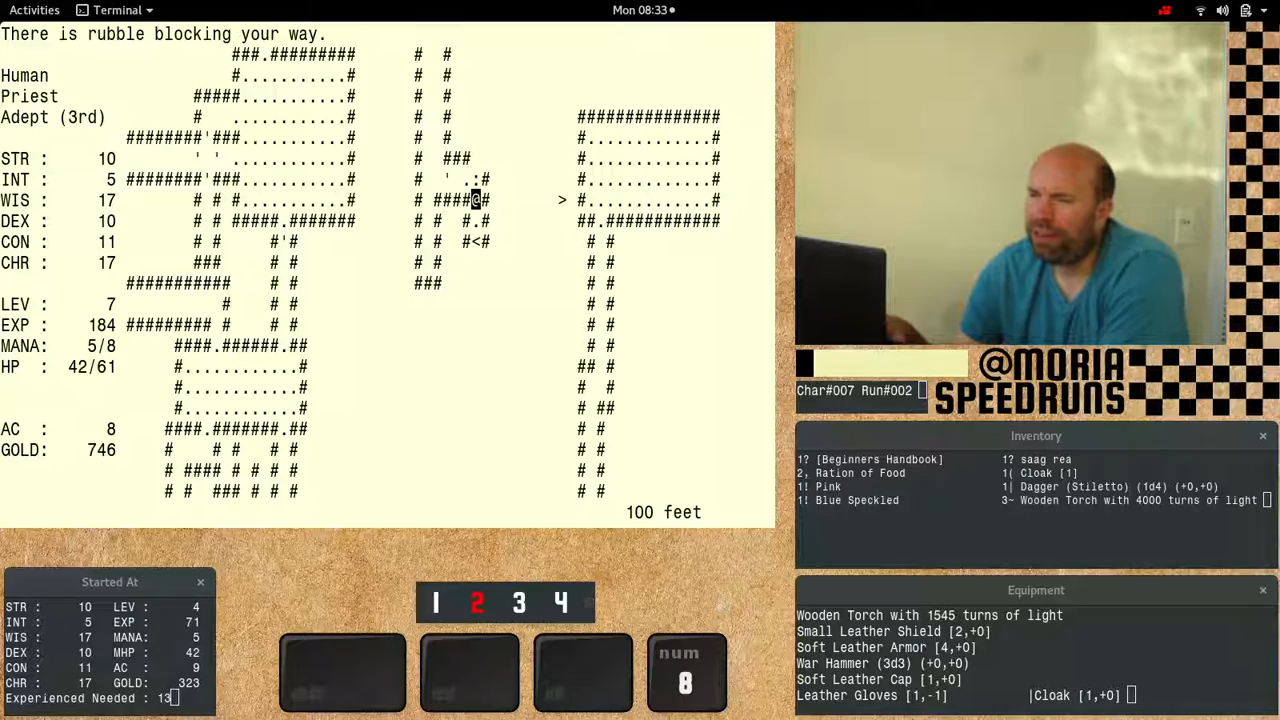 Activities Terminal Mon 08:33
There is rubble blocking your way.
Human
Priest
Adept (3rd)
STR : 10
INT : 5
WIS : 17
DEX : 10
CON : 11
CHR : 17
LEV : 7
EXP : 184
MANA: 5/8
HP : 42/61
AC : 8
GOLD: 746
100 feet
@MORIA
SPEEDRUNS
Char#007 Run#002
Inventory
1? [Beginners Handbook] 1? saag rea
2, Ration of Food 1( Cloak [1]
1! Pink 1| Dagger (Stiletto) (1d4) (+0,+0)
1! Blue Speckled 3~ Wooden Torch with 4000 turns of light
Equipment
Wooden Torch with 1545 turns of light
Small Leather Shield [2,+0]
Soft Leather Armor [4,+0]
War Hammer (3d3) (+0,+0)
Soft Leather Cap [1,+0]
Leather Gloves [1,-1] |Cloak [1,+0]
Started At
STR : 10 LEV : 4
INT : 5 EXP : 71
WIS : 17 MANA: 5
DEX : 10 MHP : 42
CON : 11 AC : 9
CHR : 17 GOLD: 323
Experienced Needed : 13
1 2 3 4
num
8